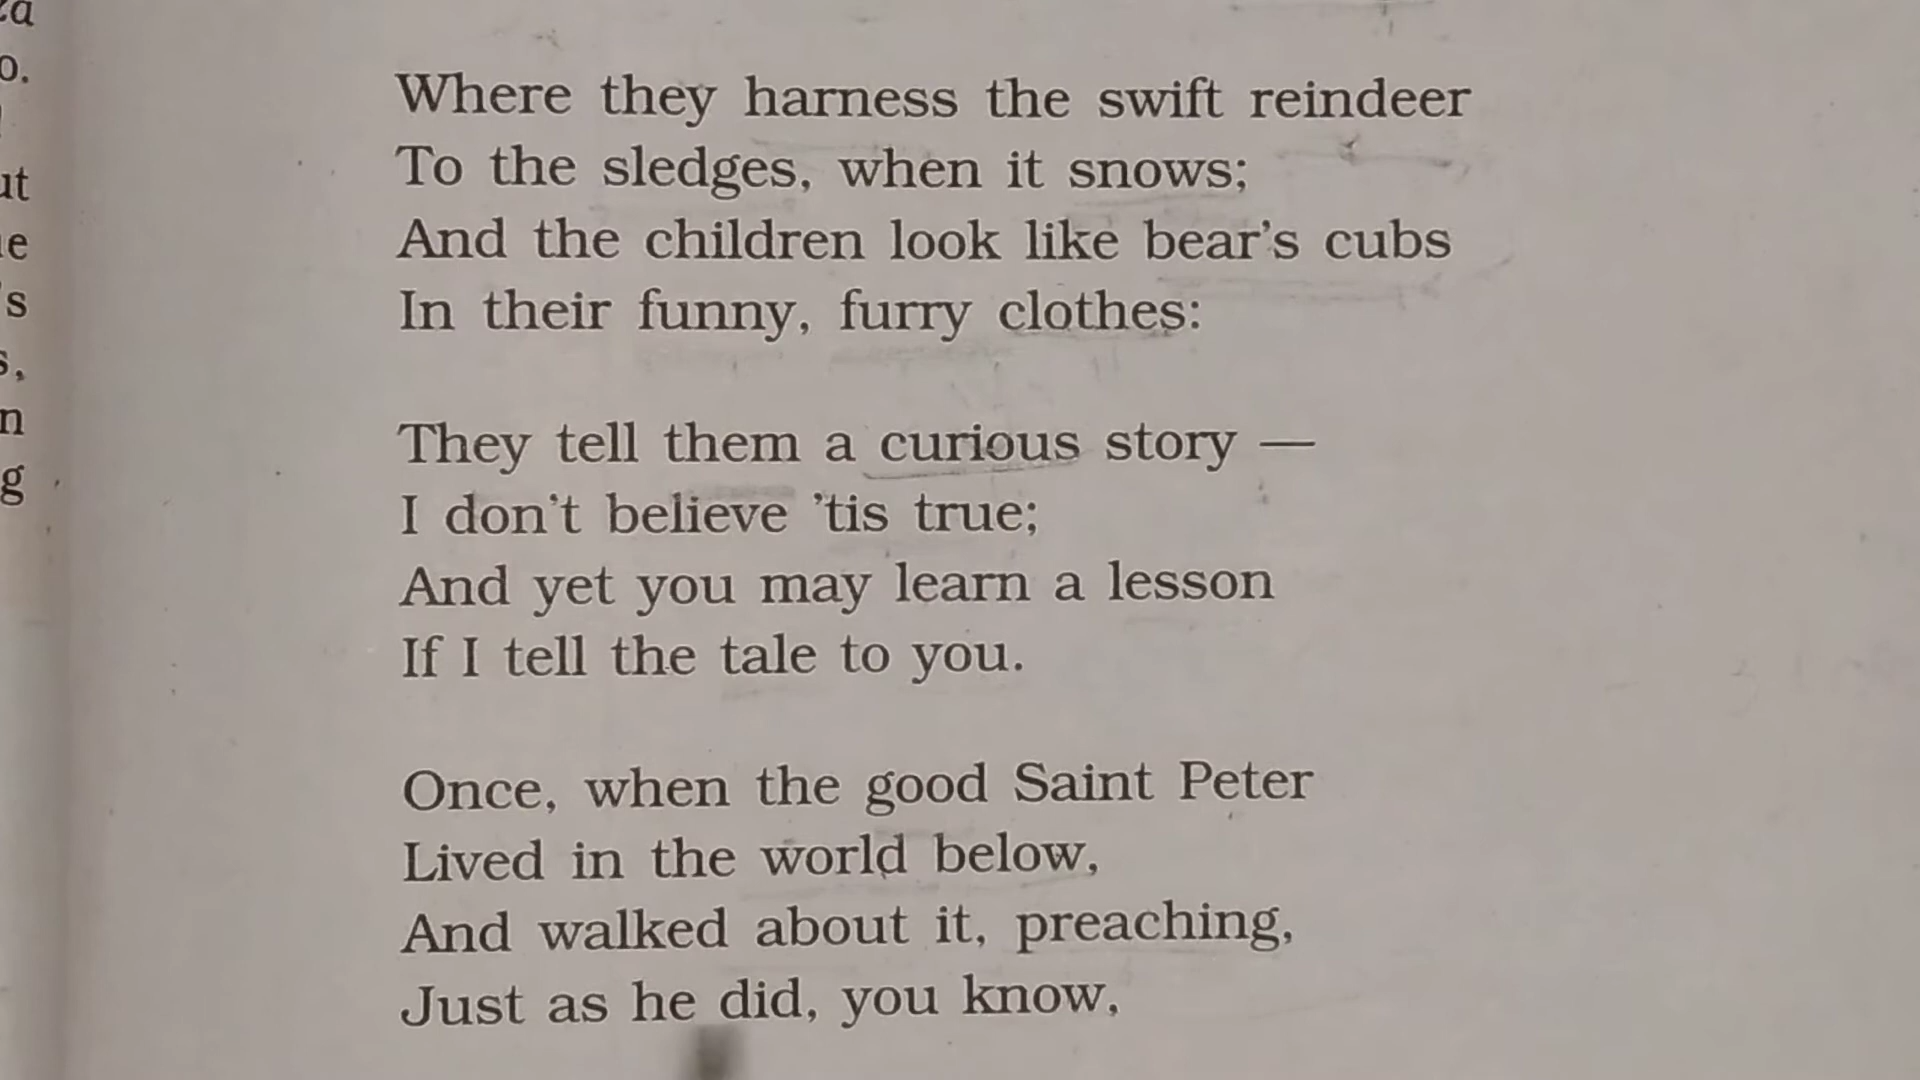 Where they harness the swift reindeer
To the sledges, when it snows;
And the children look like bear's cubs
In their funny, furry clothes:
They tell them a curious story —
I don't believe 'tis true;
And yet you may learn a lesson
If I tell the tale to you.
Once, when the good Saint Peter
Lived in the world below,
And walked about it, preaching,
Just as he did, you know,